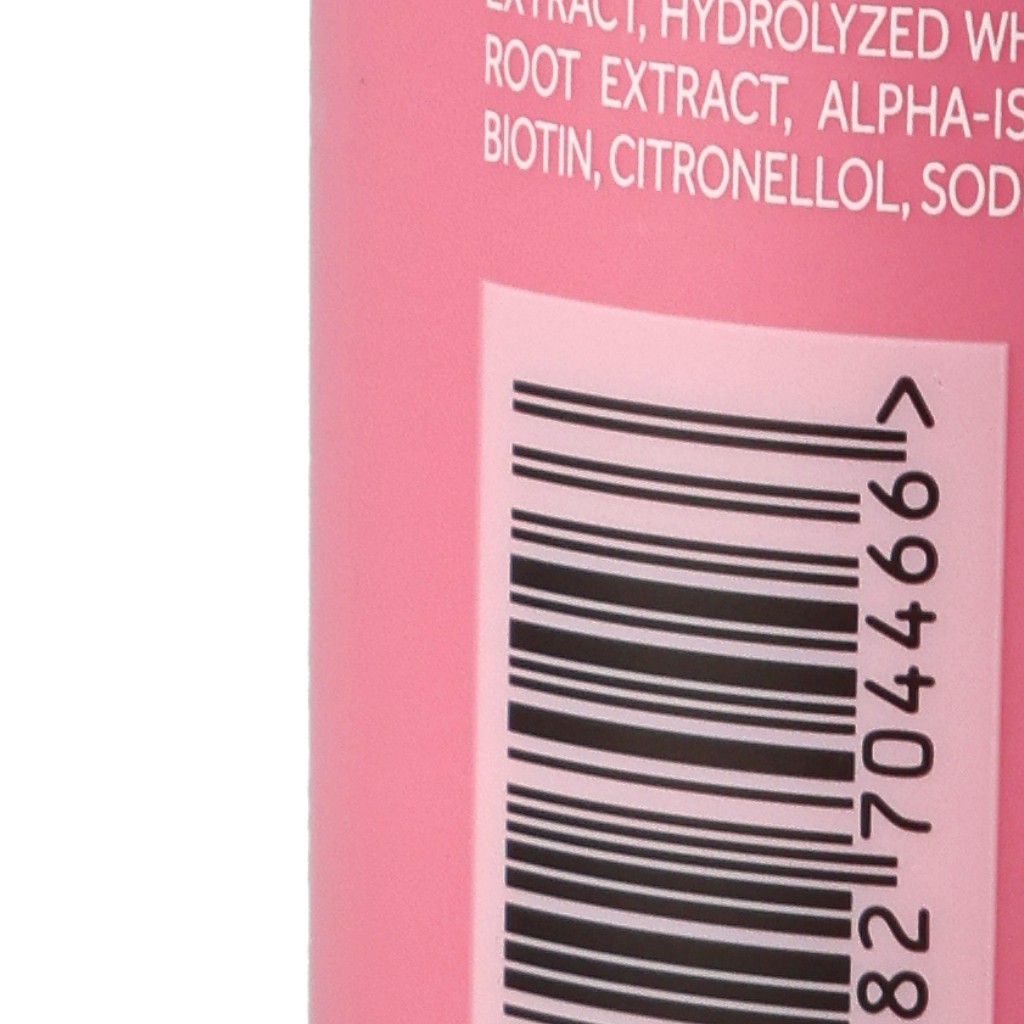 EXTRACT, HYDROLYZED WH
ROOT EXTRACT, ALPHA-IS
BIOTIN, CITRONELLOL, SOD
82 704466>